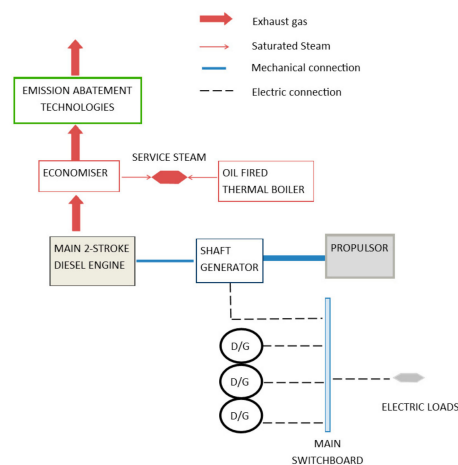 Exhaust gas
Saturated Steam
Mechanical connection
Electric connection
EMISSION ABATEMENT
TECHNOLOGIES
SERVICE STEAM
ECONOMISER
OIL FIRED
THERMAL BOILER
MAIN 2-STROKE
DIESEL ENGINE
SHAFT
GENERATOR
PROPULSOR
D/G
D/G
D/G
ELECTRIC LOADS
MAIN
SWITCHBOARD